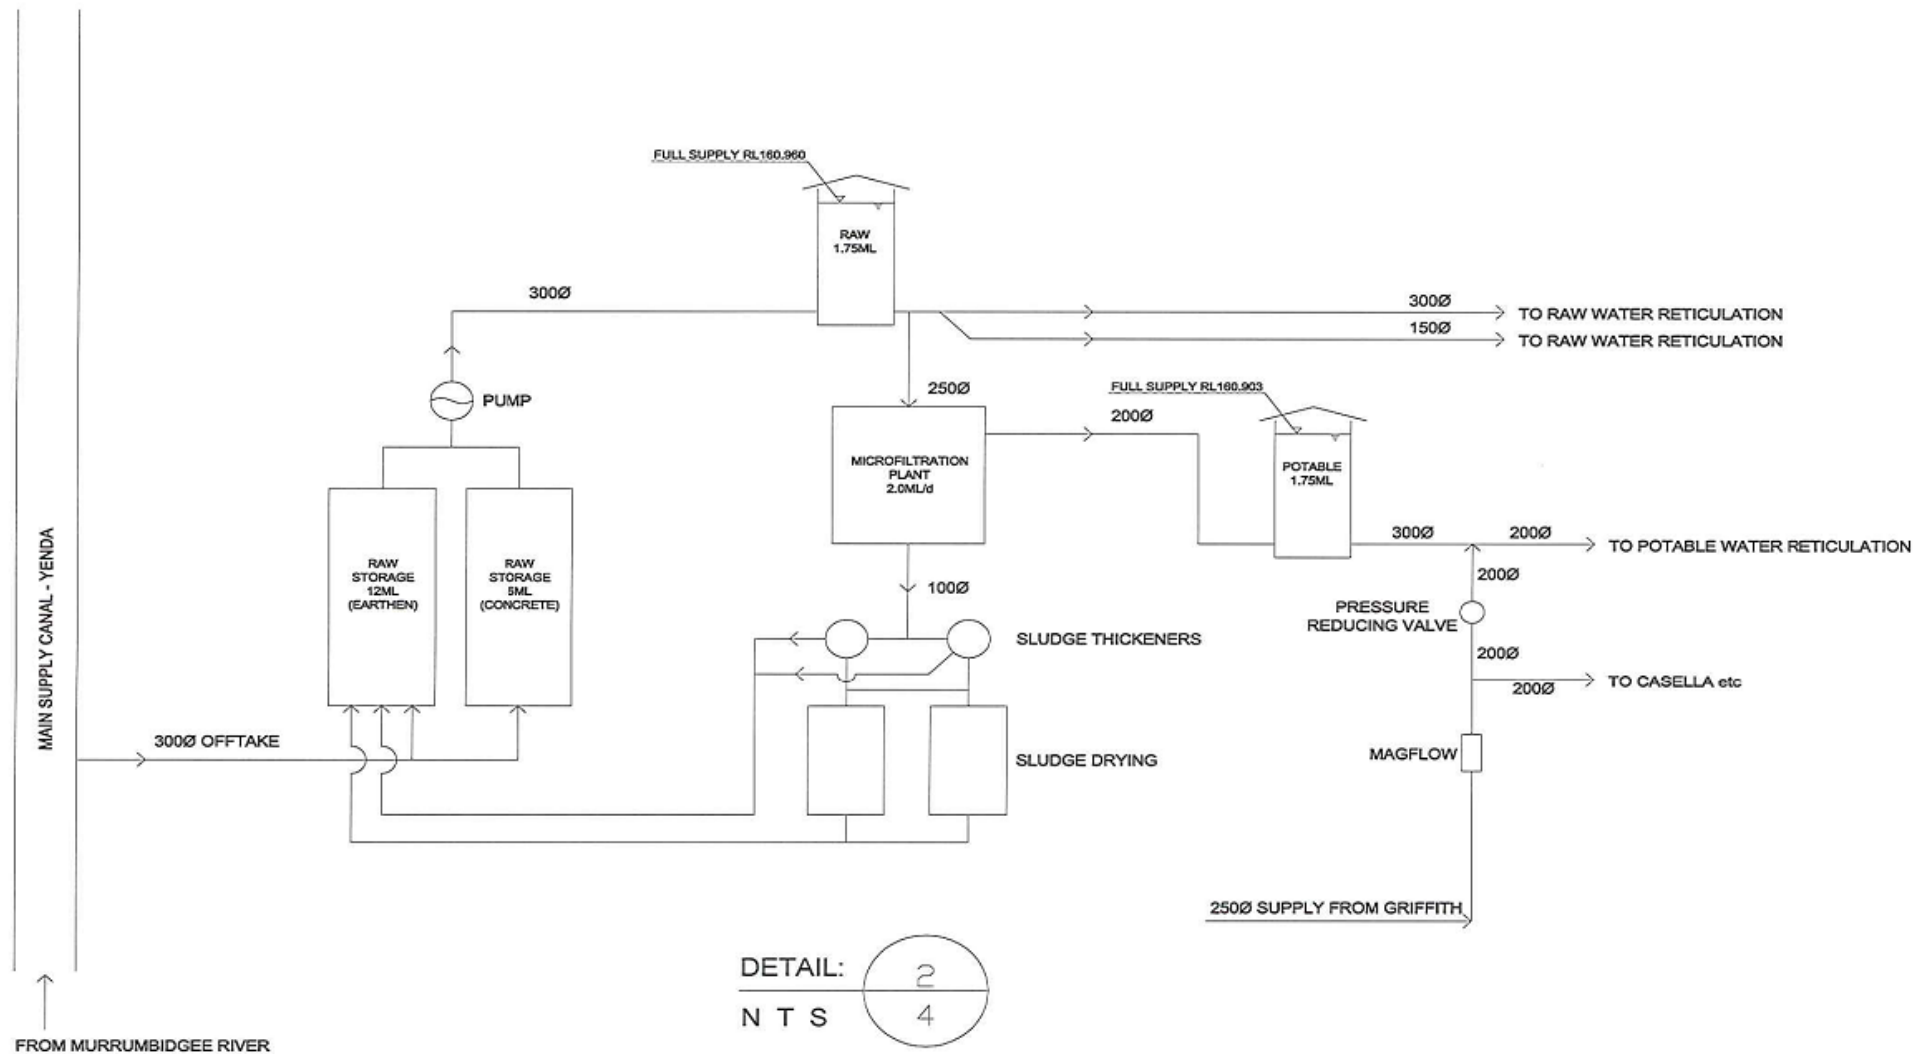 FULL SUPPLY RL160.960
RAW
1.75ML
300Ø
300Ø
TO RAW WATER RETICULATION
150Ø
TO RAW WATER RETICULATION
PUMP
250Ø
FULL SUPPLY RL160.903
200Ø
MICROFILTRATION
PLANT
2.0ML/d
POTABLE
1.75ML
300Ø
200Ø
TO POTABLE WATER RETICULATION
RAW
STORAGE
12ML
(EARTHEN)
RAW
STORAGE
5ML
(CONCRETE)
100Ø
200Ø
PRESSURE
REDUCING VALVE
SLUDGE THICKENERS
200Ø
200Ø
TO CASELLA etc
MAIN SUPPLY CANAL - YENDA
300Ø OFFTAKE
SLUDGE DRYING
MAGFLOW
250Ø SUPPLY FROM GRIFFITH
DETAIL:
2
N T S
4
FROM MURRUMBIDGEE RIVER